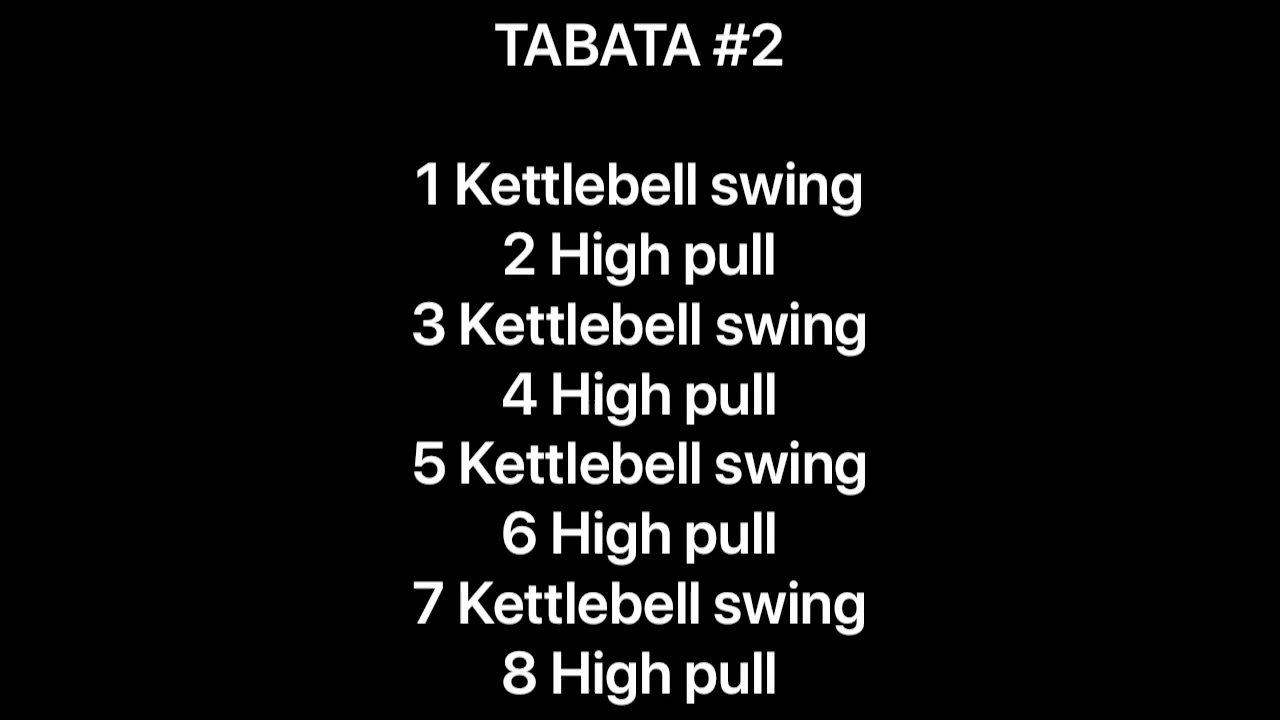 TABATA #2
1 Kettlebell swing
2 High pull
3 Kettlebell swing
4 High pull
5 Kettlebell swing
6 High pull
7 Kettlebell swing
8 High pull